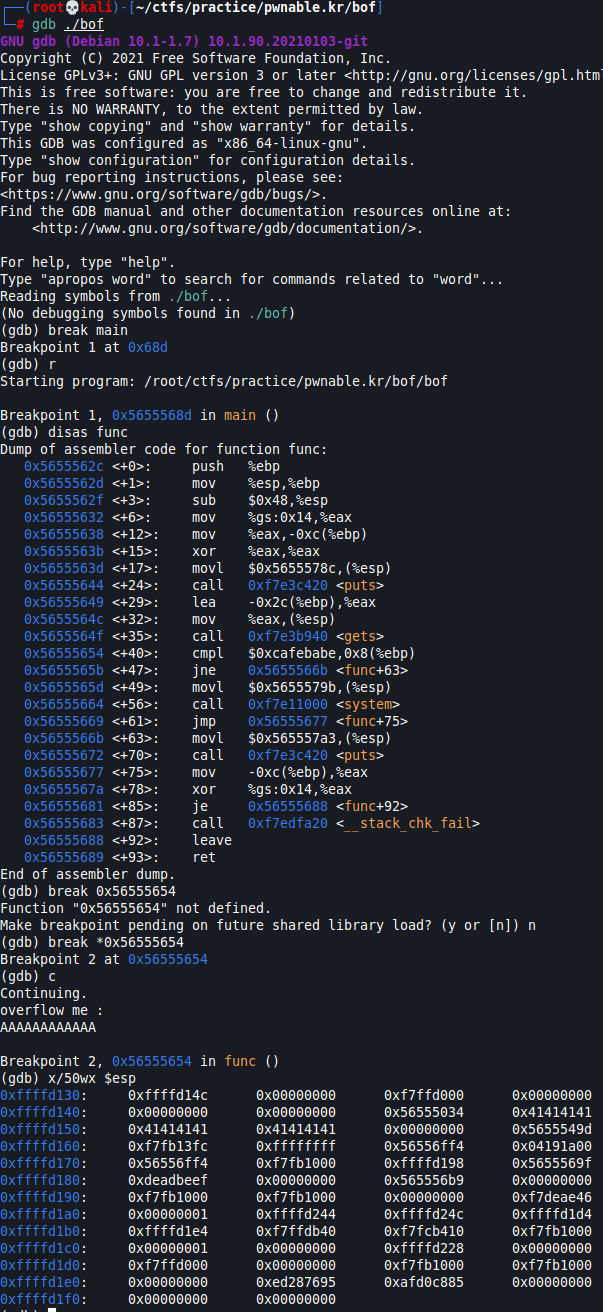 ┌──(root💀kali)-[~/ctfs/practice/pwnable.kr/bof]
└─# gdb ./bof
GNU gdb (Debian 10.1-1.7) 10.1.90.20210103-git
Copyright (C) 2021 Free Software Foundation, Inc.
License GPLv3+: GNU GPL version 3 or later <http://gnu.org/licenses/gpl.html
This is free software: you are free to change and redistribute it.
There is NO WARRANTY, to the extent permitted by law.
Type "show copying" and "show warranty" for details.
This GDB was configured as "x86_64-linux-gnu".
Type "show configuration" for configuration details.
For bug reporting instructions, please see:
<https://www.gnu.org/software/gdb/bugs/>.
Find the GDB manual and other documentation resources online at:
    <http://www.gnu.org/software/gdb/documentation/>.

For help, type "help".
Type "apropos word" to search for commands related to "word"...
Reading symbols from ./bof...
(No debugging symbols found in ./bof)
(gdb) break main
Breakpoint 1 at 0x68d
(gdb) r
Starting program: /root/ctfs/practice/pwnable.kr/bof/bof

Breakpoint 1, 0x5655568d in main ()
(gdb) disas func
Dump of assembler code for function func:
   0x5655562c <+0>:     push   %ebp
   0x5655562d <+1>:     mov    %esp,%ebp
   0x5655562f <+3>:     sub    $0x48,%esp
   0x56555632 <+6>:     mov    %gs:0x14,%eax
   0x56555638 <+12>:    mov    %eax,-0xc(%ebp)
   0x5655563b <+15>:    xor    %eax,%eax
   0x5655563d <+17>:    movl   $0x5655578c,(%esp)
   0x56555644 <+24>:    call   0xf7e3c420 <puts>
   0x56555649 <+29>:    lea    -0x2c(%ebp),%eax
   0x5655564c <+32>:    mov    %eax,(%esp)
   0x5655564f <+35>:    call   0xf7e3b940 <gets>
   0x56555654 <+40>:    cmpl   $0xcafebabe,0x8(%ebp)
   0x5655565b <+47>:    jne    0x5655566b <func+63>
   0x5655565d <+49>:    movl   $0x5655579b,(%esp)
   0x56555664 <+56>:    call   0xf7e11000 <system>
   0x56555669 <+61>:    jmp    0x56555677 <func+75>
   0x5655566b <+63>:    movl   $0x565557a3,(%esp)
   0x56555672 <+70>:    call   0xf7e3c420 <puts>
   0x56555677 <+75>:    mov    -0xc(%ebp),%eax
   0x5655567a <+78>:    xor    %gs:0x14,%eax
   0x56555681 <+85>:    je     0x56555688 <func+92>
   0x56555683 <+87>:    call   0xf7edfa20 <__stack_chk_fail>
   0x56555688 <+92>:    leave
   0x56555689 <+93>:    ret
End of assembler dump.
(gdb) break 0x56555654
Function "0x56555654" not defined.
Make breakpoint pending on future shared library load? (y or [n]) n
(gdb) break *0x56555654
Breakpoint 2 at 0x56555654
(gdb) c
Continuing.
overflow me :
AAAAAAAAAAAA

Breakpoint 2, 0x56555654 in func ()
(gdb) x/50wx $esp
0xffffd130:     0xffffd14c      0x00000000      0xf7ffd000      0x00000000
0xffffd140:     0x00000000      0x00000000      0x56555034      0x41414141
0xffffd150:     0x41414141      0x41414141      0x00000000      0x5655549d
0xffffd160:     0xf7fb13fc      0xffffffff      0x56556ff4      0x04191a00
0xffffd170:     0x56556ff4      0xf7fb1000      0xffffd198      0x5655569f
0xffffd180:     0xdeadbeef      0x00000000      0x565556b9      0x00000000
0xffffd190:     0xf7fb1000      0xf7fb1000      0x00000000      0xf7deae46
0xffffd1a0:     0x00000001      0xffffd244      0xffffd24c      0xffffd1d4
0xffffd1b0:     0xffffd1e4      0xf7ffdb40      0xf7fcb410      0xf7fb1000
0xffffd1c0:     0x00000001      0x00000000      0xffffd228      0x00000000
0xffffd1d0:     0xf7ffd000      0x00000000      0xf7fb1000      0xf7fb1000
0xffffd1e0:     0x00000000      0xed287695      0xafd0c885      0x00000000
0xffffd1f0:     0x00000000      0x00000000